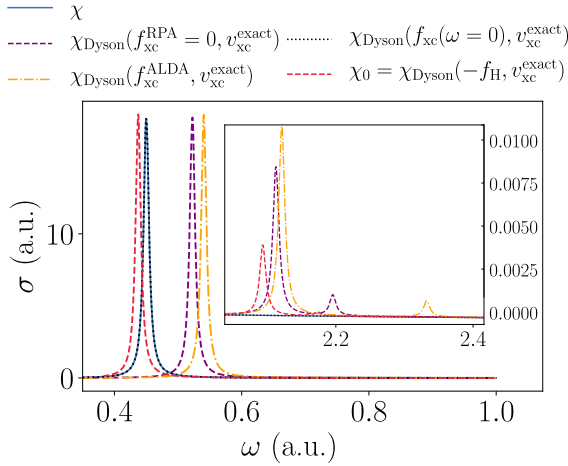 χ
χ_Dyson(f_xc^RPA = 0, v_xc^exact)
χ_Dyson(f_xc(ω = 0), v_xc^exact)
χ_Dyson(f_xc^ALDA, v_xc^exact)
χ_0 = χ_Dyson(−f_H, v_xc^exact)
σ (a.u.)
10
0
0.0100
0.0075
0.0050
0.0025
0.0000
2.2 2.4
0.4 0.6 0.8 1.0
ω (a.u.)